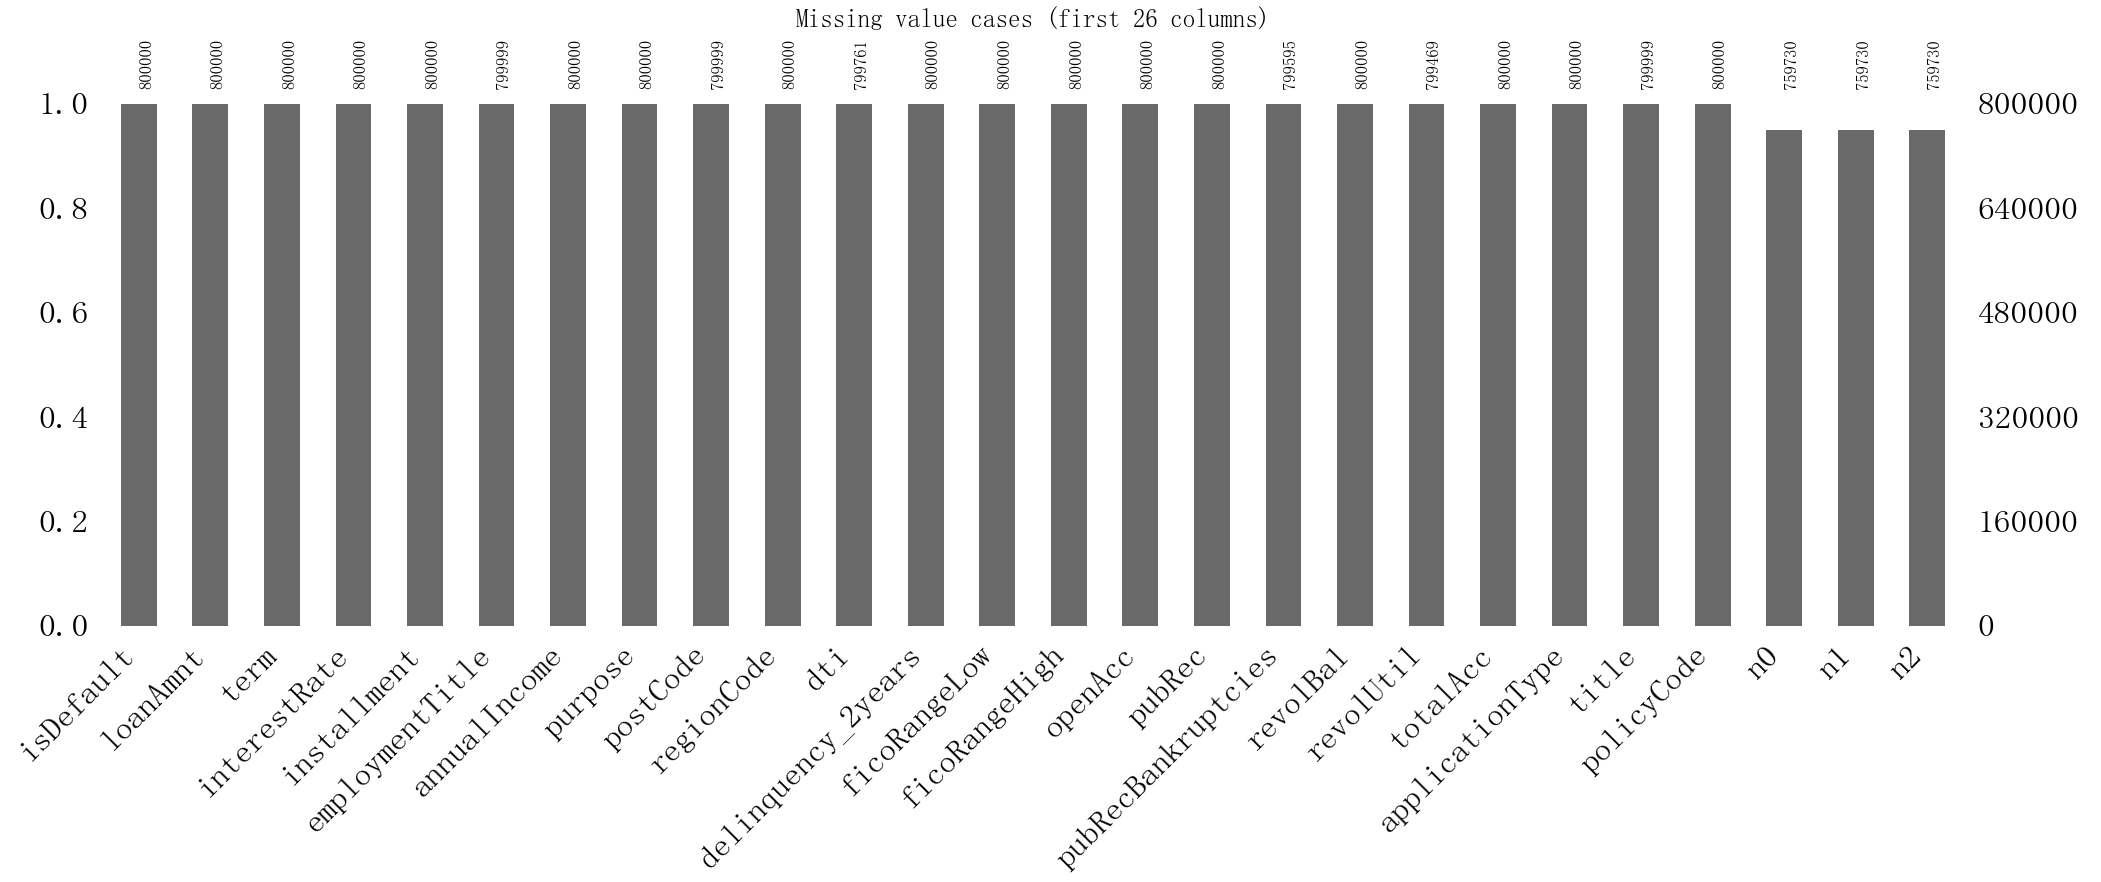 Missing value cases (first 26 columns)
800000 800000 800000 800000 800000 799999 800000 800000 799999 800000 799761 800000 800000 800000 800000 800000 799595 800000 799469 800000 800000 799999 800000 759730 759730 759730
1.0 800000
0.8 640000
0.6 480000
0.4 320000
0.2 160000
0.0 0
isDefault loanAmnt term interestRate installment employmentTitle annualIncome purpose postCode regionCode dti delinquency_2years ficoRangeLow ficoRangeHigh openAcc pubRec pubRecBankruptcies revolBal revolUtil totalAcc applicationType title policyCode n0 n1 n2